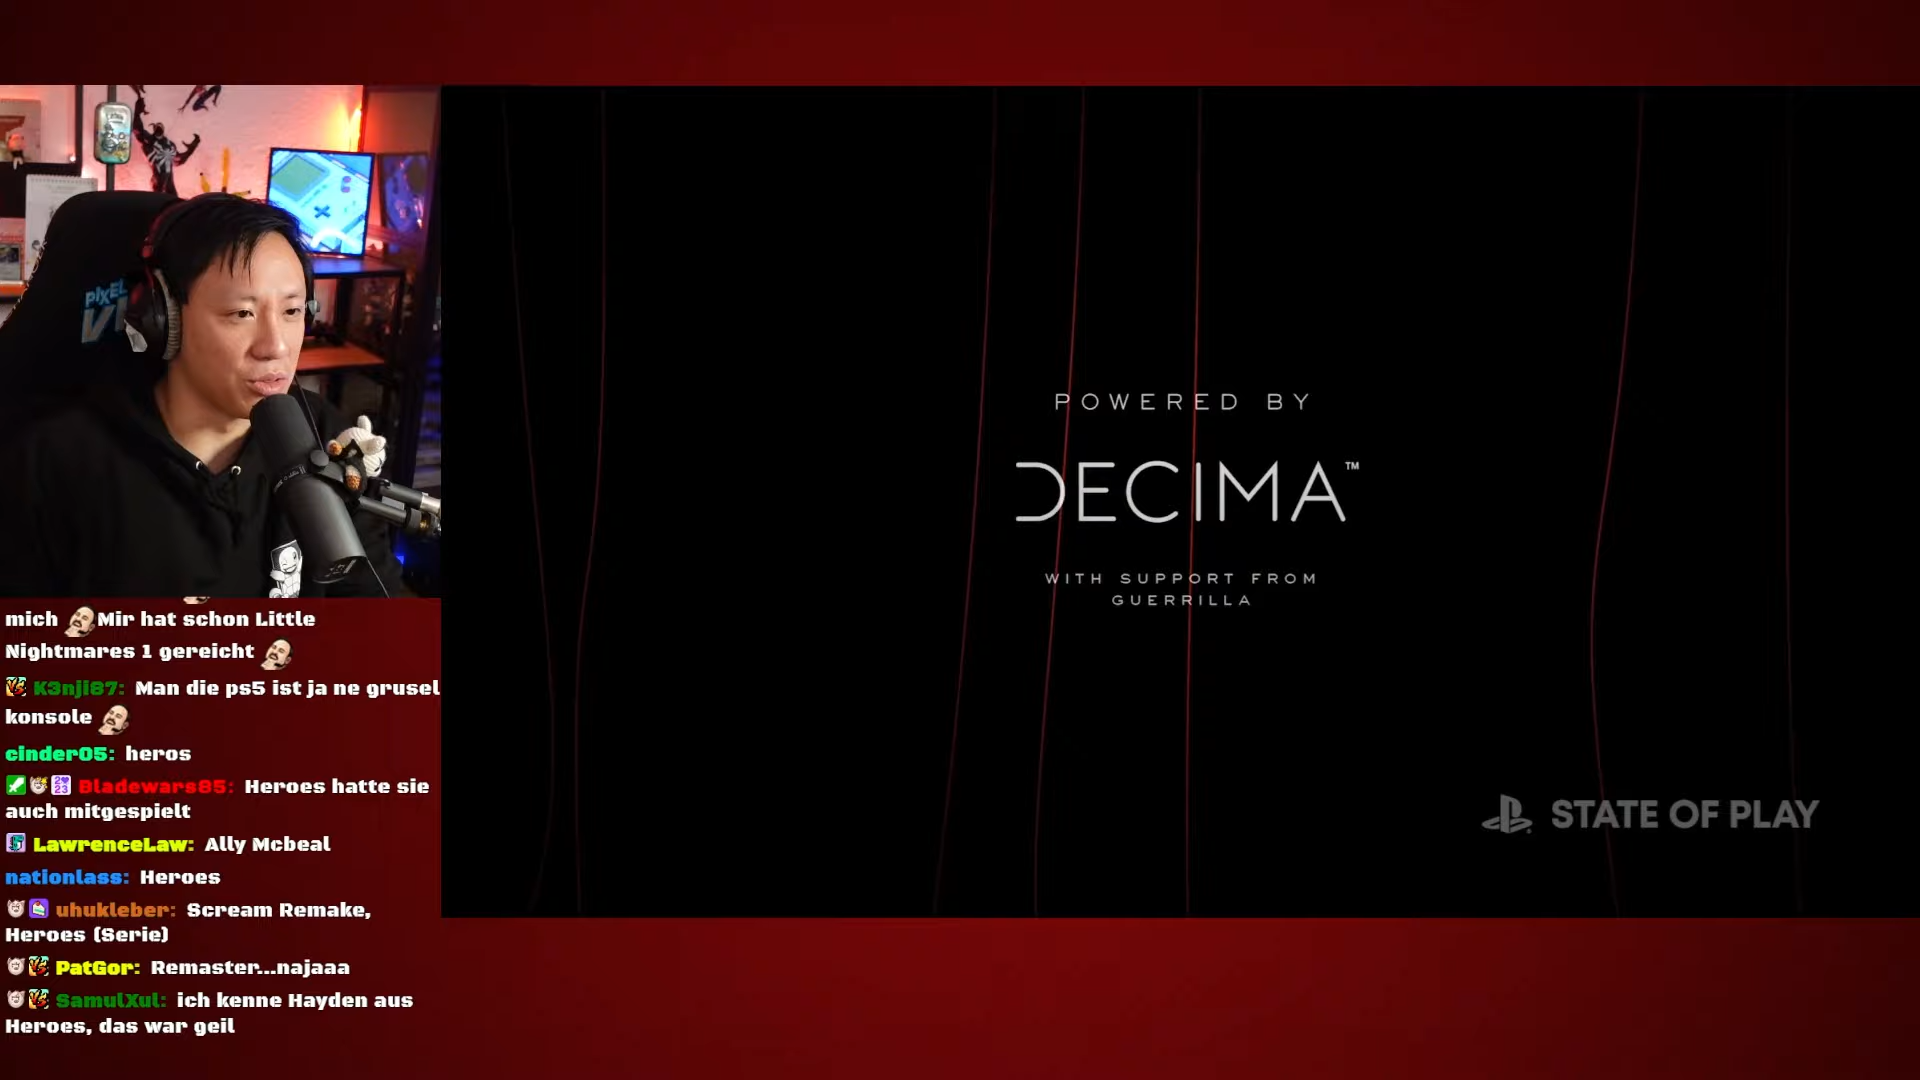 PIXEL
V
POWERED BY
DECIMA™
WITH SUPPORT FROM
GUERRILLA
STATE OF PLAY
mich Mir hat schon Little
Nightmares 1 gereicht
K3nji87: Man die ps5 ist ja ne grusel
konsole
cinder05: heros
Bladewars85: Heroes hatte sie
auch mitgespielt
LawrenceLaw: Ally Mcbeal
nationlass: Heroes
uhukleber: Scream Remake,
Heroes (Serie)
PatGor: Remaster...najaaa
SamulXul: ich kenne Hayden aus
Heroes, das war geil